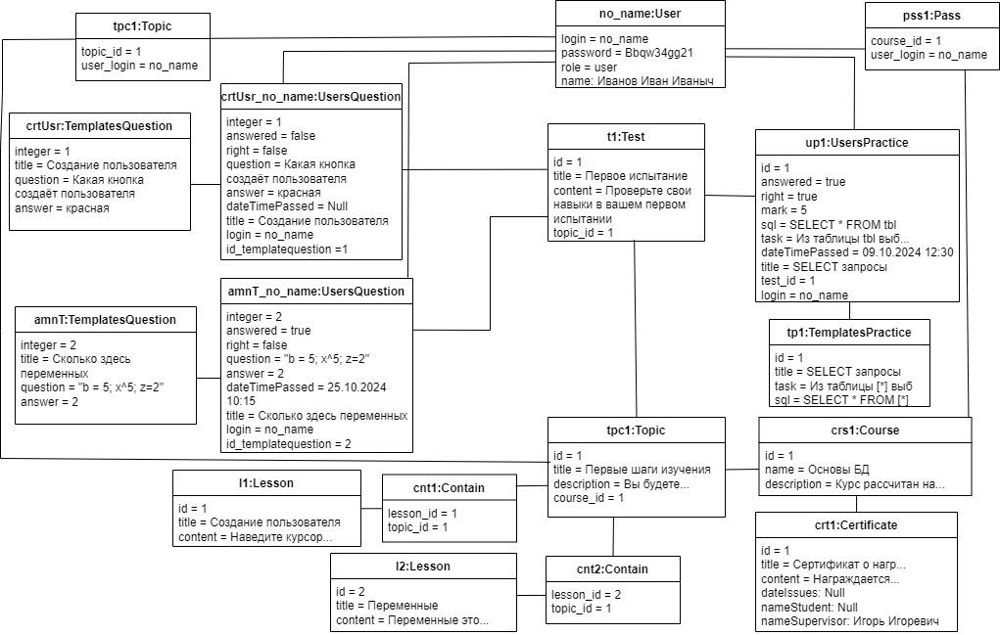 tpc1:Topic
topic_id = 1
user_login = no_name
no_name:User
login = no_name
password = Bbqw34gg21
role = user
name: Иванов Иван Иваныч
pss1:Pass
course_id = 1
user_login = no_name
crtUsr:TemplatesQuestion
integer = 1
title = Создание пользователя
question = Какая кнопка
создаёт пользователя
answer = красная
crtUsr_no_name:UsersQuestion
integer = 1
answered = false
right = false
question = Какая кнопка
создаёт пользователя
answer = красная
dateTimePassed = Null
title = Создание пользователя
login = no_name
id_templatequestion =1
t1:Test
id = 1
title = Первое испытание
content = Проверьте свои
навыки в вашем первом
испытании
topic_id = 1
up1:UsersPractice
id = 1
answered = true
right = true
mark = 5
sql = SELECT * FROM tbl
task = Из таблицы tbl выб...
dateTimePassed = 09.10.2024 12:30
title = SELECT запросы
test_id = 1
login = no_name
amnT:TemplatesQuestion
integer = 2
title = Сколько здесь
переменных
question = "b = 5; x^5; z=2"
answer = 2
amnT_no_name:UsersQuestion
integer = 2
answered = true
right = false
question = "b = 5; x^5; z=2"
answer = 2
dateTimePassed = 25.10.2024
10:15
title = Сколько здесь переменных
login = no_name
id_templatequestion = 2
tp1:TemplatesPractice
id = 1
title = SELECT запросы
task = Из таблицы [*] выб
sql = SELECT * FROM [*]
tpc1:Topic
id = 1
title = Первые шаги изучения
description = Вы будете...
course_id = 1
crs1:Course
id = 1
name = Основы БД
description = Курс рассчитан на...
l1:Lesson
id = 1
title = Создание пользователя
content = Наведите курсор...
cnt1:Contain
lesson_id = 1
topic_id = 1
crt1:Certificate
id = 1
title = Сертификат о нагр...
content = Награждается...
dateIssues: Null
nameStudent: Null
nameSupervisor: Игорь Игоревич
l2:Lesson
id = 2
title = Переменные
content = Переменные это...
cnt2:Contain
lesson_id = 2
topic_id = 1